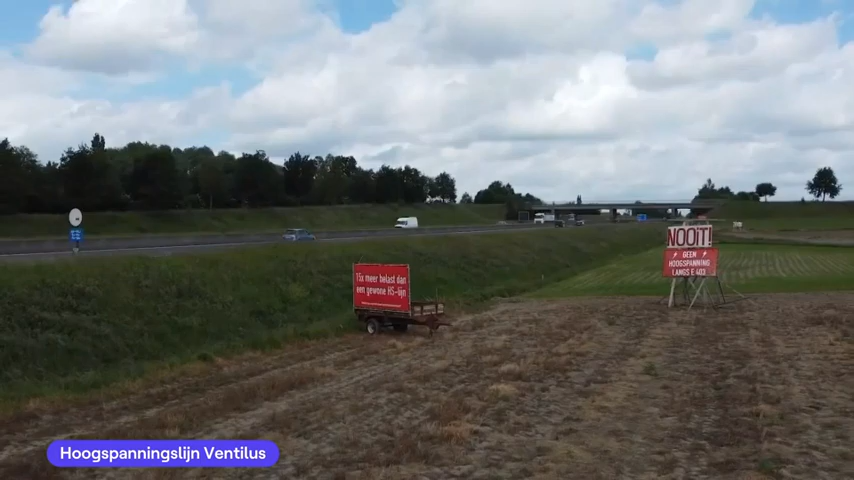 NOOIT!
GEEN
HOOGSPANNING
LANGS E 403
15x meer belast dan
een gewone HS-lijn
Hoogspanningslijn Ventilus